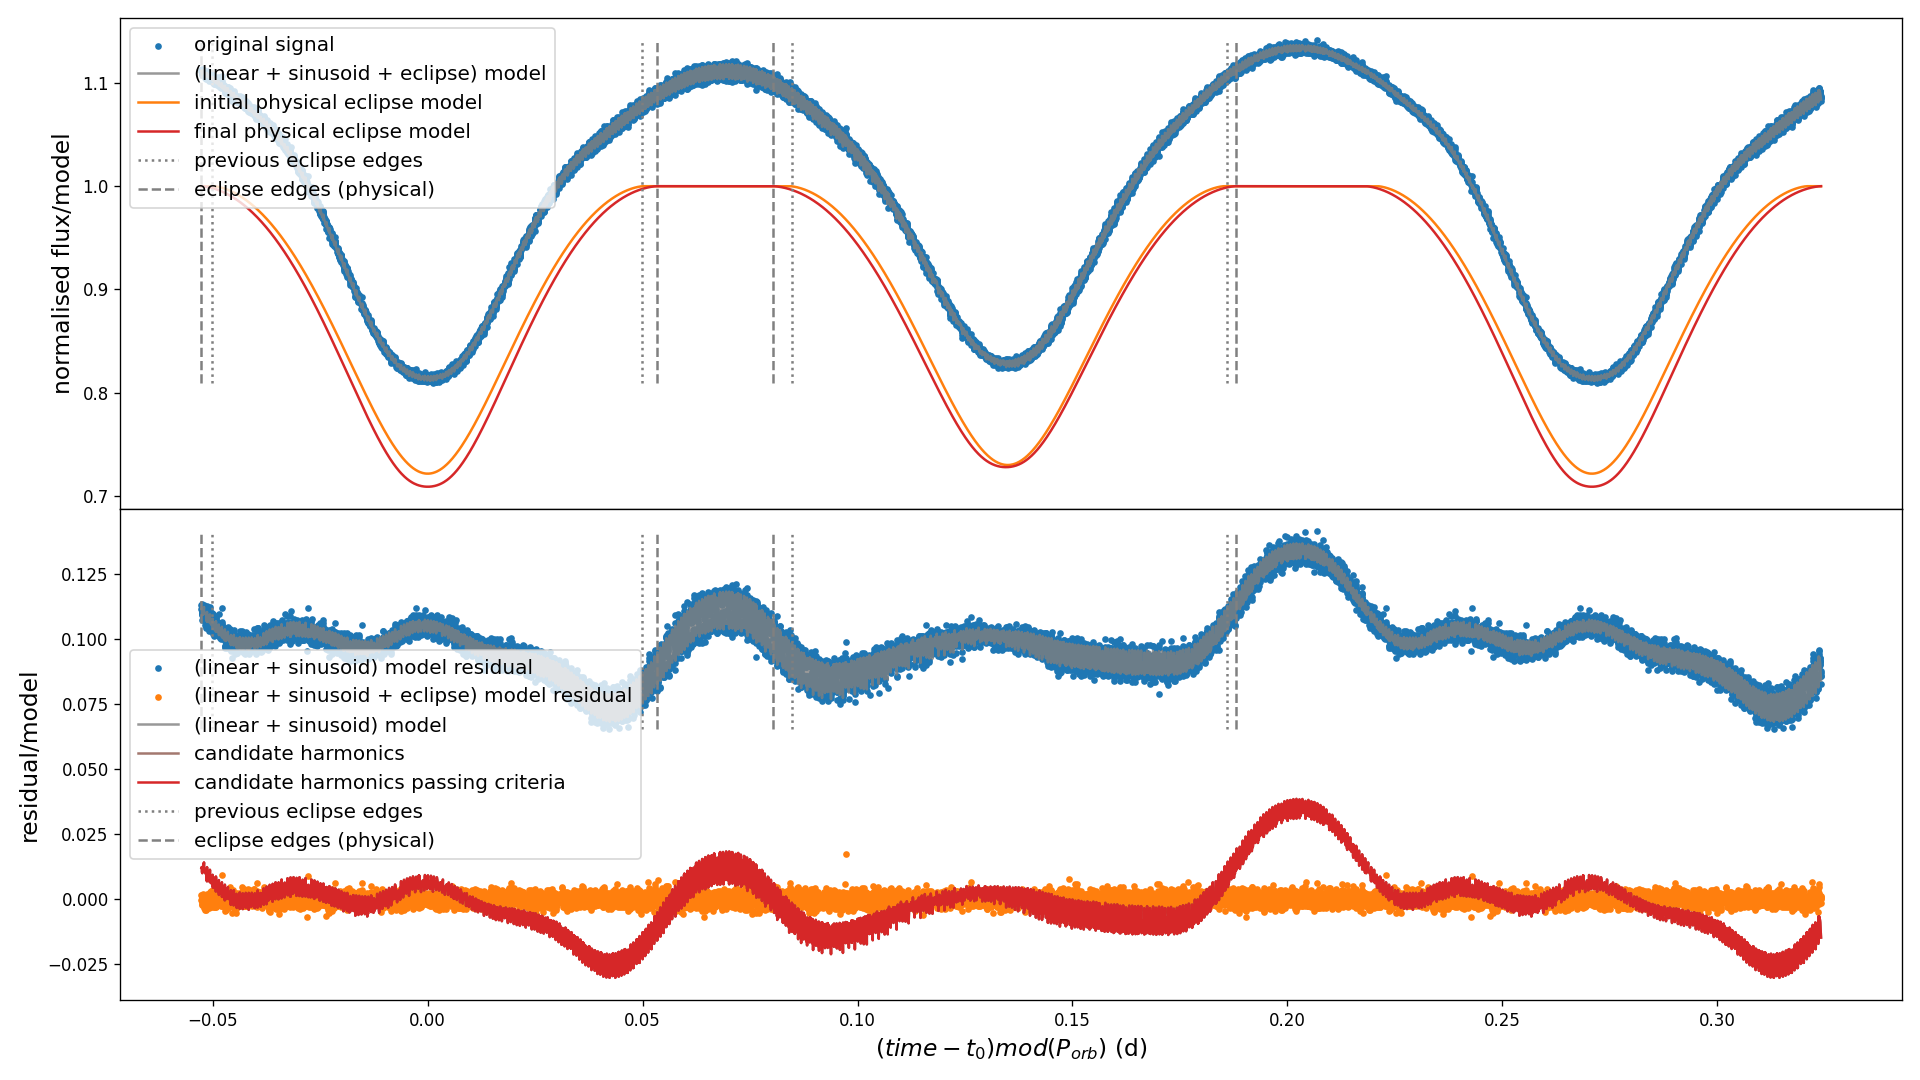 original signal
(linear + sinusoid + eclipse) model
initial physical eclipse model
final physical eclipse model
previous eclipse edges
eclipse edges (physical)
normalised flux/model
1.1
1.0
0.9
0.8
0.7
(linear + sinusoid) model residual
(linear + sinusoid + eclipse) model residual
(linear + sinusoid) model
candidate harmonics
candidate harmonics passing criteria
previous eclipse edges
eclipse edges (physical)
residual/model
0.125
0.100
0.075
0.050
0.025
0.000
−0.025
−0.05 0.00 0.05 0.10 0.15 0.20 0.25 0.30
(time − t₀)mod(P_orb) (d)